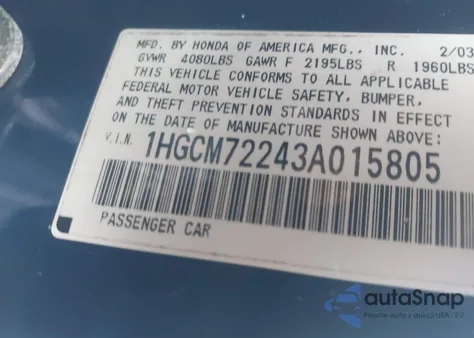 MFD. BY HONDA OF AMERICA MFG., INC. 2/03
GVWR 4080LBS GAWR F 2195LBS R 1960LBS
THIS VEHICLE CONFORMS TO ALL APPLICABLE
FEDERAL MOTOR VEHICLE SAFETY, BUMPER,
AND THEFT PREVENTION STANDARDS IN EFFECT
ON THE DATE OF MANUFACTURE SHOWN ABOVE:
V.I.N. 1HGCM72243A015805
PASSENGER CAR
autaSnap